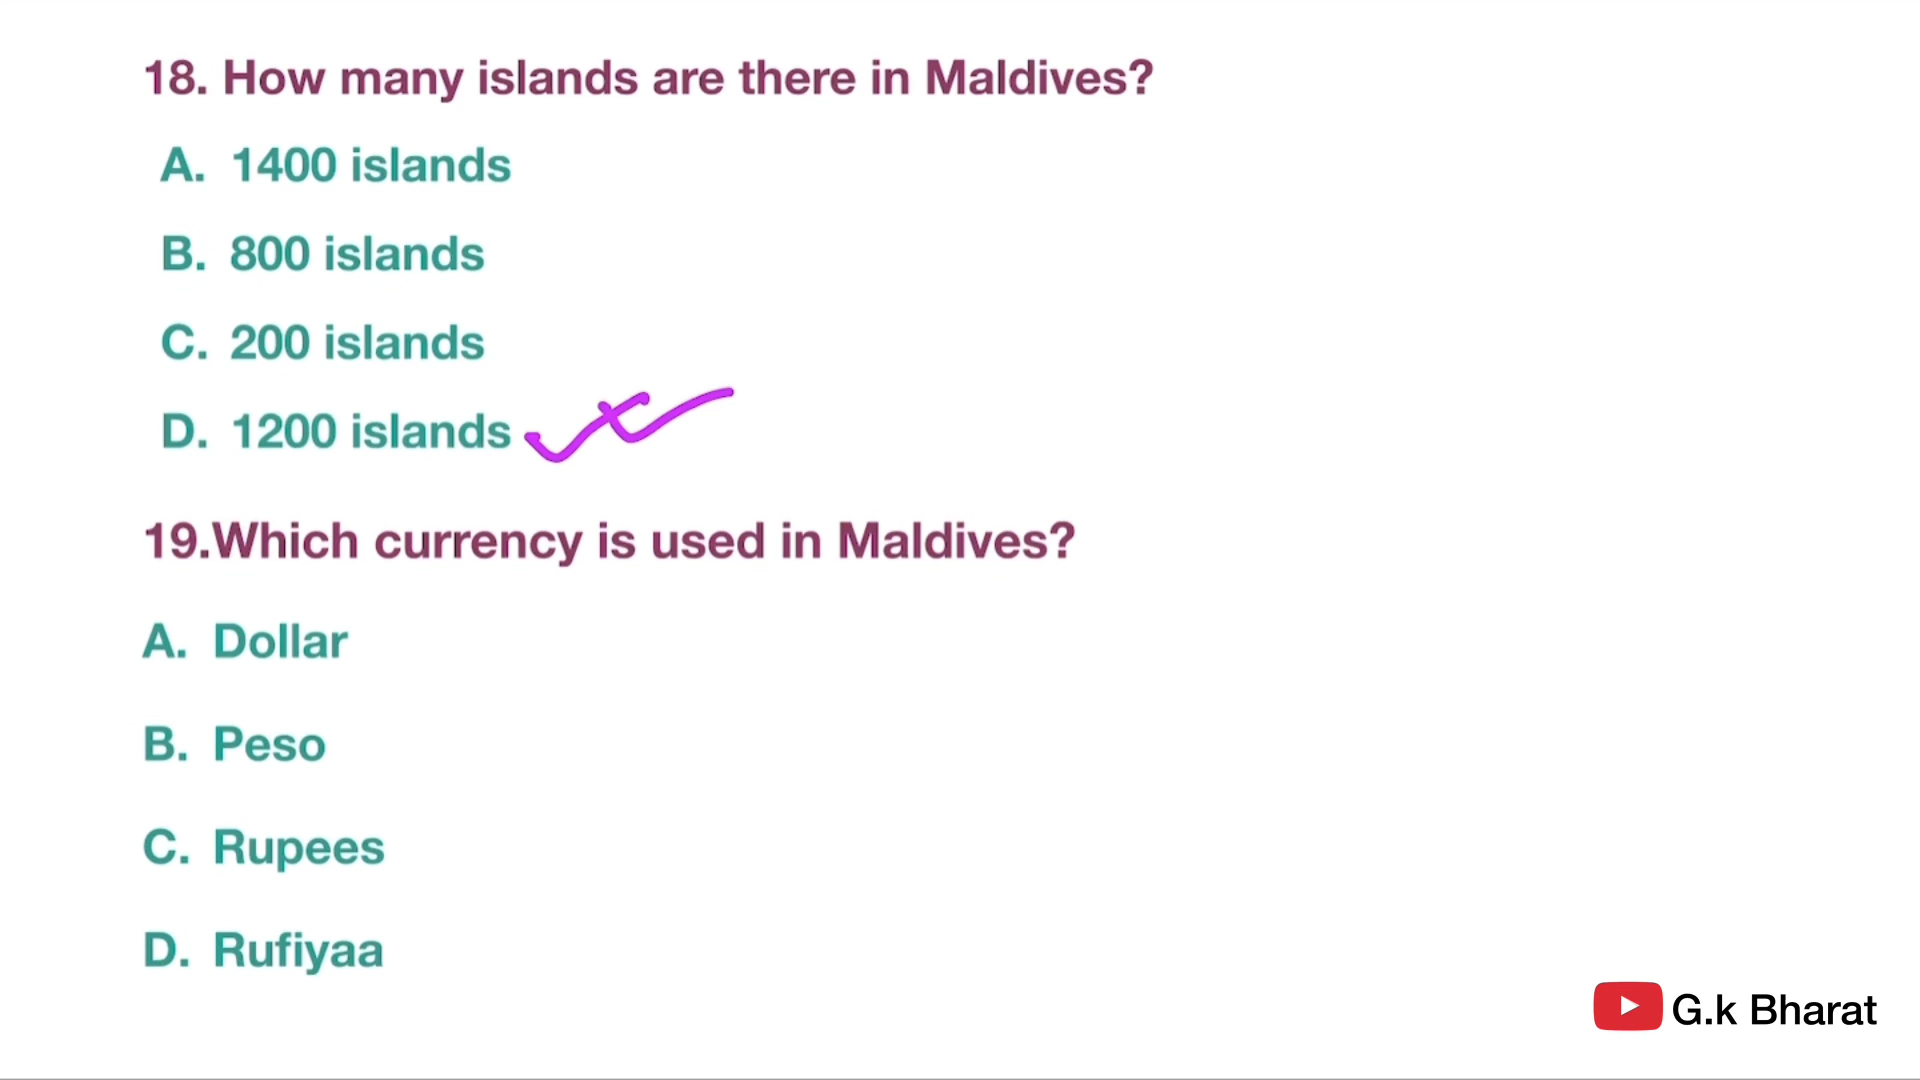 18. How many islands are there in Maldives?
A. 1400 islands
B. 800 islands
C. 200 islands
D. 1200 islands
19.Which currency is used in Maldives?
A. Dollar
B. Peso
C. Rupees
D. Rufiyaa
G.k Bharat